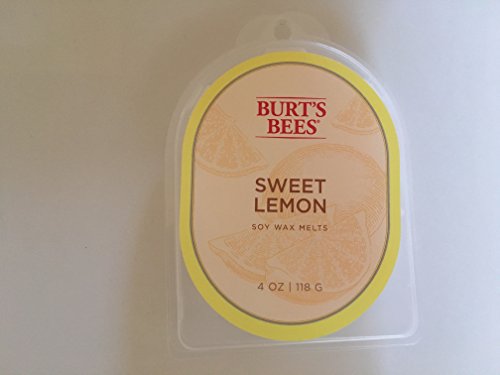 BURT'S
BEES®
SWEET
LEMON
SOY WAX MELTS
4 OZ | 118 G